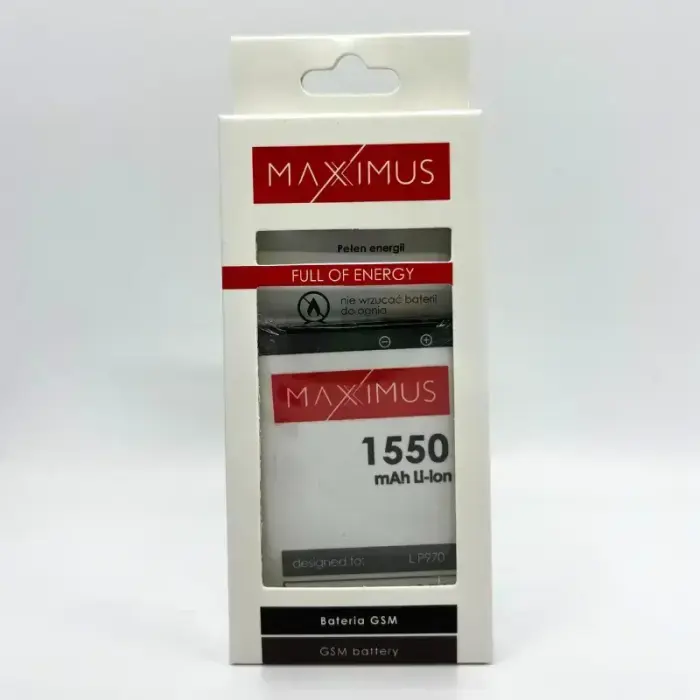 MAXXIMUS
Pełen energii
FULL OF ENERGY
nie wrzucać baterii
do ognia
MAXXIMUS
1550
mAh LI-Ion
designed to: L P970
Bateria GSM
GSM battery